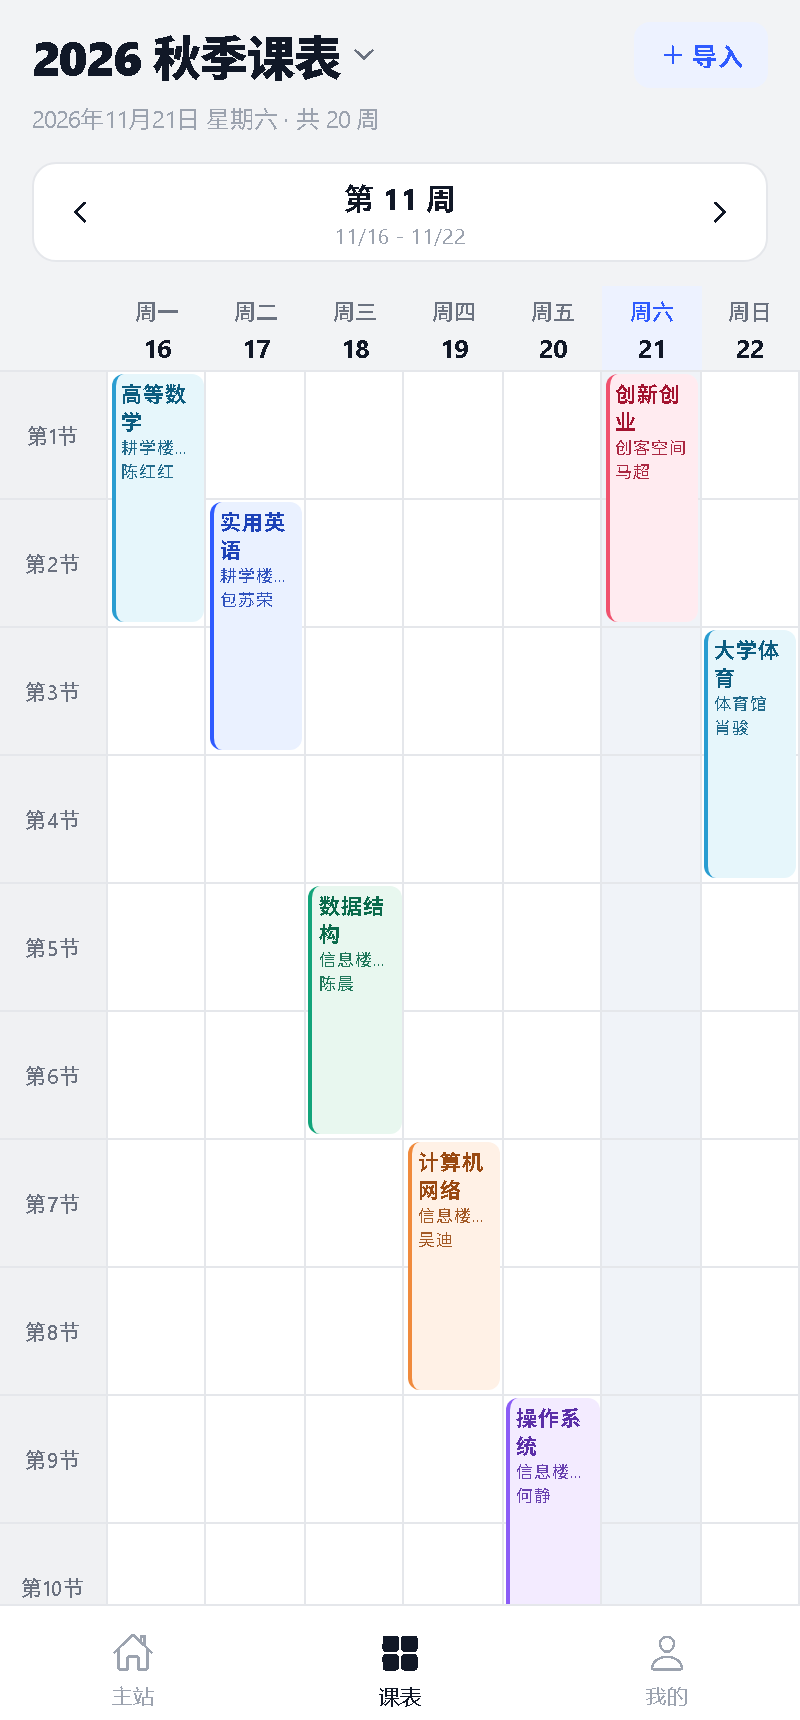 2026 秋季课表
+ 导入
2026年11月21日 星期六 · 共 20 周
第 11 周
11/16 - 11/22
周一 周二 周三 周四 周五 周六 周日
16 17 18 19 20 21 22
第1节
高等数
学
耕学楼...
陈红红
创新创
业
创客空间
马超
第2节
实用英
语
耕学楼...
包苏荣
第3节
大学体
育
体育馆
肖骏
第4节
第5节
数据结
构
信息楼...
陈晨
第6节
第7节
计算机
网络
信息楼...
吴迪
第8节
第9节
操作系
统
信息楼...
何静
第10节
主站 课表 我的